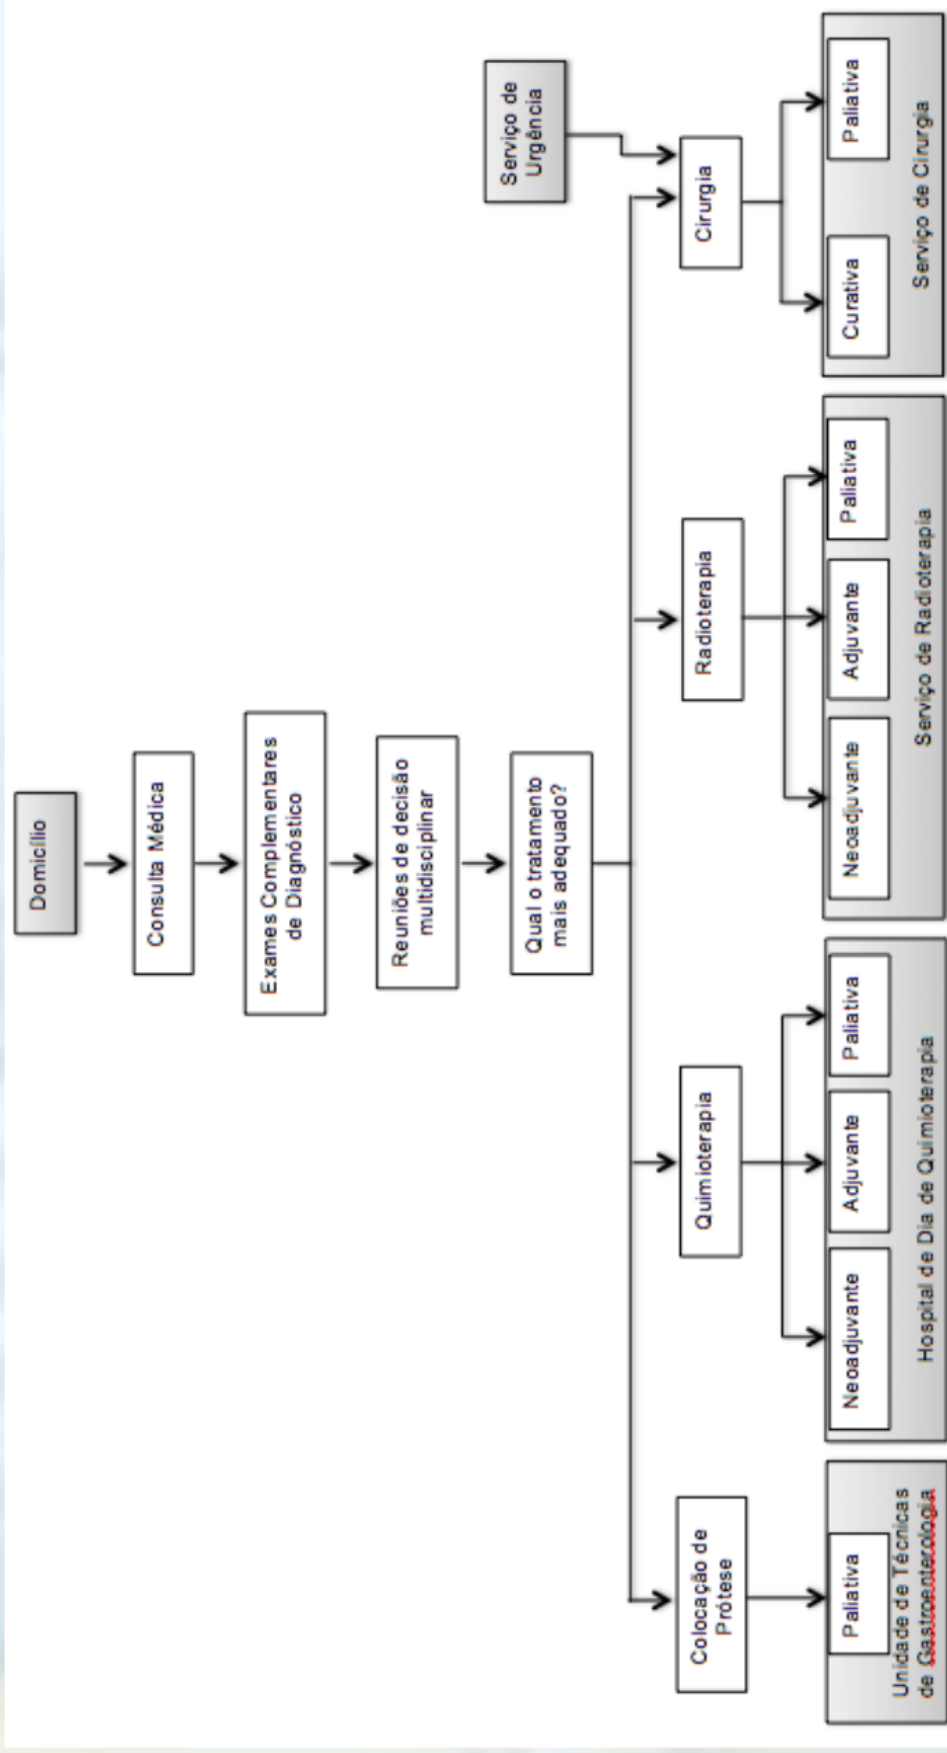 Domicílio
Consulta Médica
Exames Complementares
de Diagnóstico
Reuniões de decisão
multidisciplinar
Qual o tratamento
mais adequado?
Serviço de
Urgência
Colocação de
Prótese
Quimioterapia
Radioterapia
Cirurgia
Paliativa
Unidade de Técnicas
de Gastroenterologia
Neoadjuvante
Adjuvante
Paliativa
Hospital de Dia de Quimioterapia
Neoadjuvante
Adjuvante
Paliativa
Serviço de Radioterapia
Curativa
Paliativa
Serviço de Cirurgia